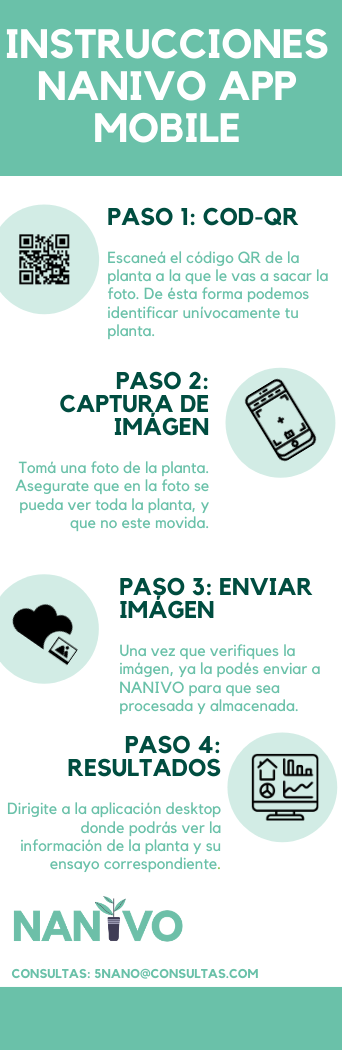 INSTRUCCIONES
NANIVO APP
MOBILE
PASO 1: COD-QR
Escaneá el código QR de la
planta a la que le vas a sacar la
foto. De ésta forma podemos
identificar unívocamente tu
planta.
PASO 2:
CAPTURA DE
IMÁGEN
Tomá una foto de la planta.
Asegurate que en la foto se
pueda ver toda la planta, y
que no este movida.
PASO 3: ENVIAR
IMÁGEN
Una vez que verifiques la
imágen, ya la podés enviar a
NANIVO para que sea
procesada y almacenada.
PASO 4:
RESULTADOS
Dirigite a la aplicación desktop
donde podrás ver la
información de la planta y su
ensayo correspondiente.
NANIVO
CONSULTAS: 5NANO@CONSULTAS.COM